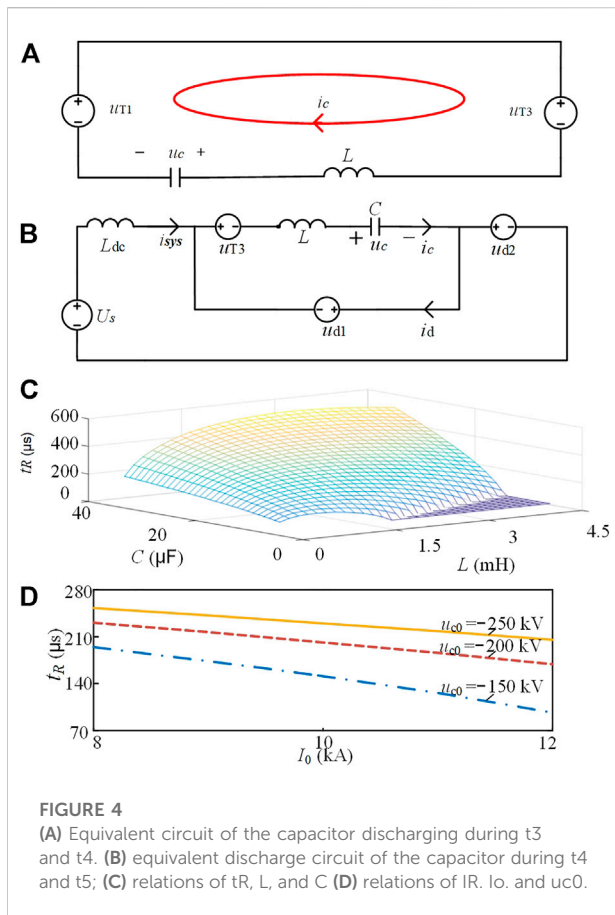 A
uT1
ic
uT3
− uc +
L
B
Ldc
isys
uT3
L
C
+ uc −
ic
ud2
Us
ud1
id
C
600
400
200
0
tR (µs)
40
20
0
C (µF)
0
1.5
3
4.5
L (mH)
D
280
210
140
70
tR (µs)
uc0=−250 kV
uc0=−200 kV
uc0=−150 kV
8
10
12
I0 (kA)
FIGURE 4
(A) Equivalent circuit of the capacitor discharging during t3
and t4. (B) equivalent discharge circuit of the capacitor during t4
and t5; (C) relations of tR, L, and C (D) relations of IR. Io. and uc0.